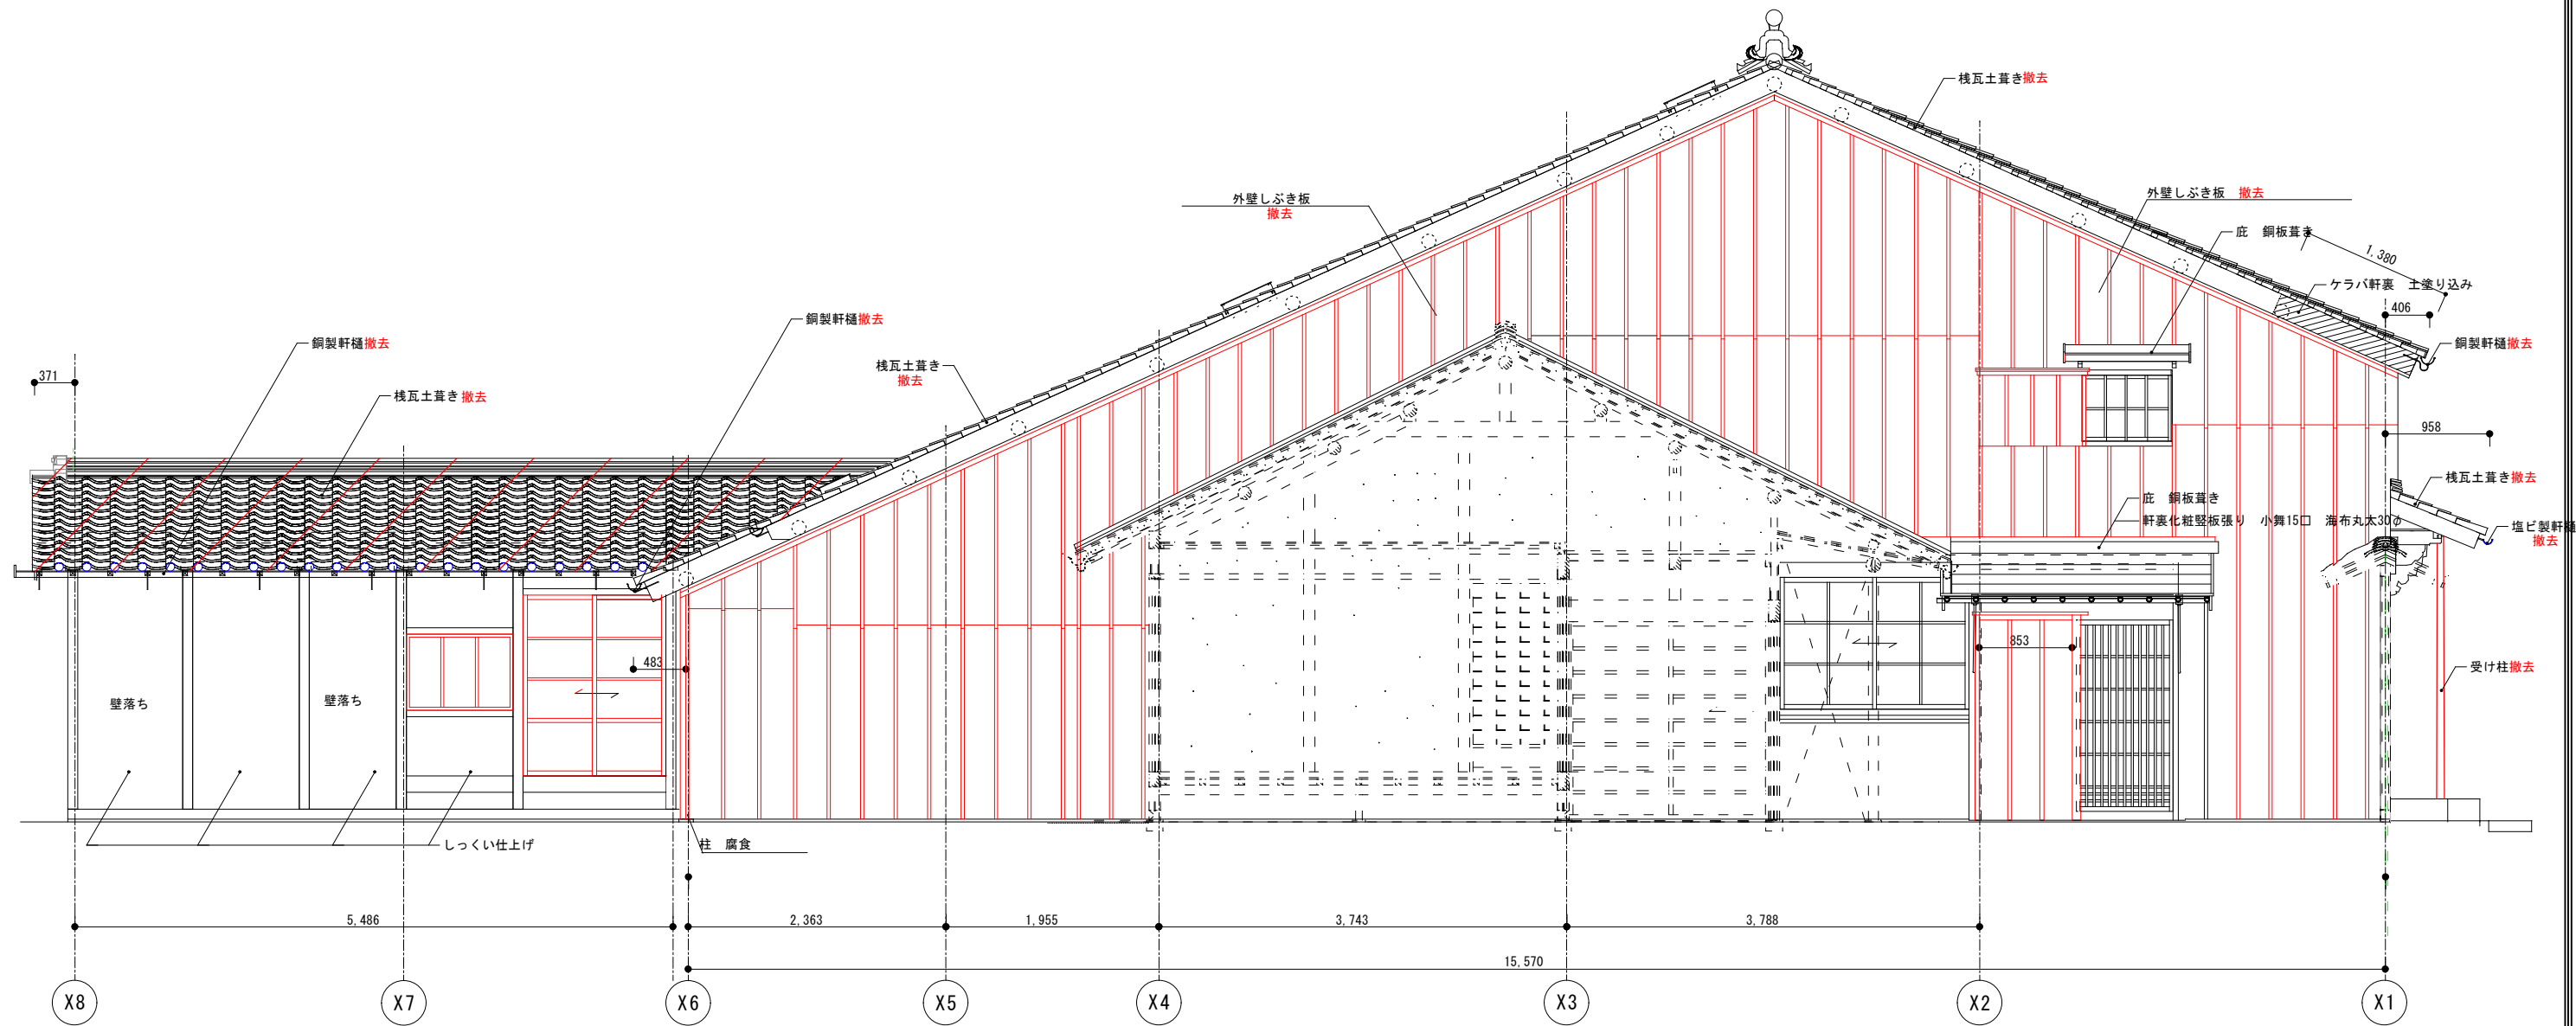 桟瓦土葺き撤去
外壁しぶき板
撤去
外壁しぶき板 撤去
庇 銅板葺き
1,380
ケラバ軒裏 土塗り込み
406
銅製軒樋撤去
銅製軒樋撤去
銅製軒樋撤去
桟瓦土葺き
撤去
371
桟瓦土葺き 撤去
958
桟瓦土葺き撤去
庇 銅板葺き
軒裏化粧竪板張り 小舞15口 海布丸太30φ
塩ビ製軒樋
撤去
853
483
受け柱撤去
壁落ち
壁落ち
しっくい仕上げ
柱 腐食
5,486
2,363
1,955
3,743
3,788
15,570
X8
X7
X6
X5
X4
X3
X2
X1